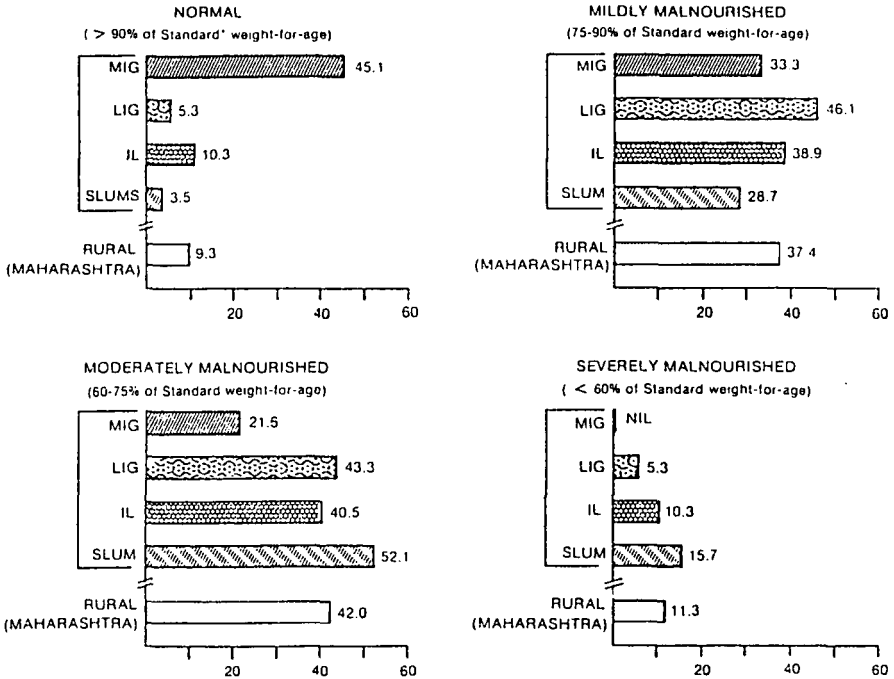 NORMAL
( > 90% of Standard* weight-for-age)
MIG 45.1
LIG 5.3
IL 10.3
SLUMS 3.5
RURAL
(MAHARASHTRA) 9.3
20 40 60
MILDLY MALNOURISHED
(75-90% of Standard weight-for-age)
MIG 33.3
LIG 46.1
IL 38.9
SLUM 28.7
RURAL
(MAHARASHTRA) 37.4
20 40 60
MODERATELY MALNOURISHED
(60-75% of Standard weight-for-age)
MIG 21.5
LIG 43.3
IL 40.5
SLUM 52.1
RURAL
(MAHARASHTRA) 42.0
20 40 60
SEVERELY MALNOURISHED
( < 60% of Standard weight-for-age)
MIG NIL
LIG 5.3
IL 10.3
SLUM 15.7
RURAL
(MAHARASHTRA) 11.3
20 40 60